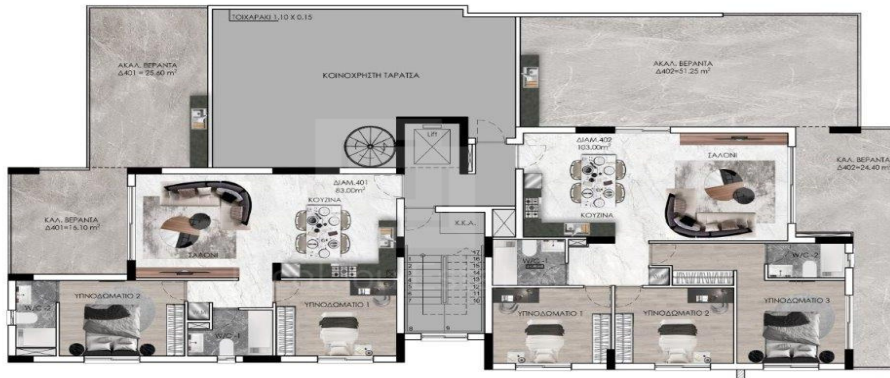 ΤΟΙΧΑΡΑΚΙ 1.10 X 0.15
ΚΟΙΝΟΧΡΗΣΤΗ ΤΑΡΑΤΣΑ
ΑΚΑΛ. ΒΕΡΑΝΤΑ
Δ401 = 25.60 m²
ΑΚΑΛ. ΒΕΡΑΝΤΑ
Δ402=51.25 m²
Lift
ΔΙΑΜ.402
103.00m²
ΣΑΛΟΝΙ
ΚΟΥΖΙΝΑ
ΚΑΛ. ΒΕΡΑΝΤΑ
Δ402=24.40 m²
ΔΙΑΜ.401
83.00m²
ΚΟΥΖΙΝΑ
ΚΑΛ. ΒΕΡΑΝΤΑ
Δ401=16.10 m²
ΣΑΛΟΝΙ
Κ.Κ.Α.
W/C -2
ΥΠΝΟΔΩΜΑΤΙΟ 2
ΥΠΝΟΔΩΜΑΤΙΟ 1
ΥΠΝΟΔΩΜΑΤΙΟ 1
ΥΠΝΟΔΩΜΑΤΙΟ 2
ΥΠΝΟΔΩΜΑΤΙΟ 3